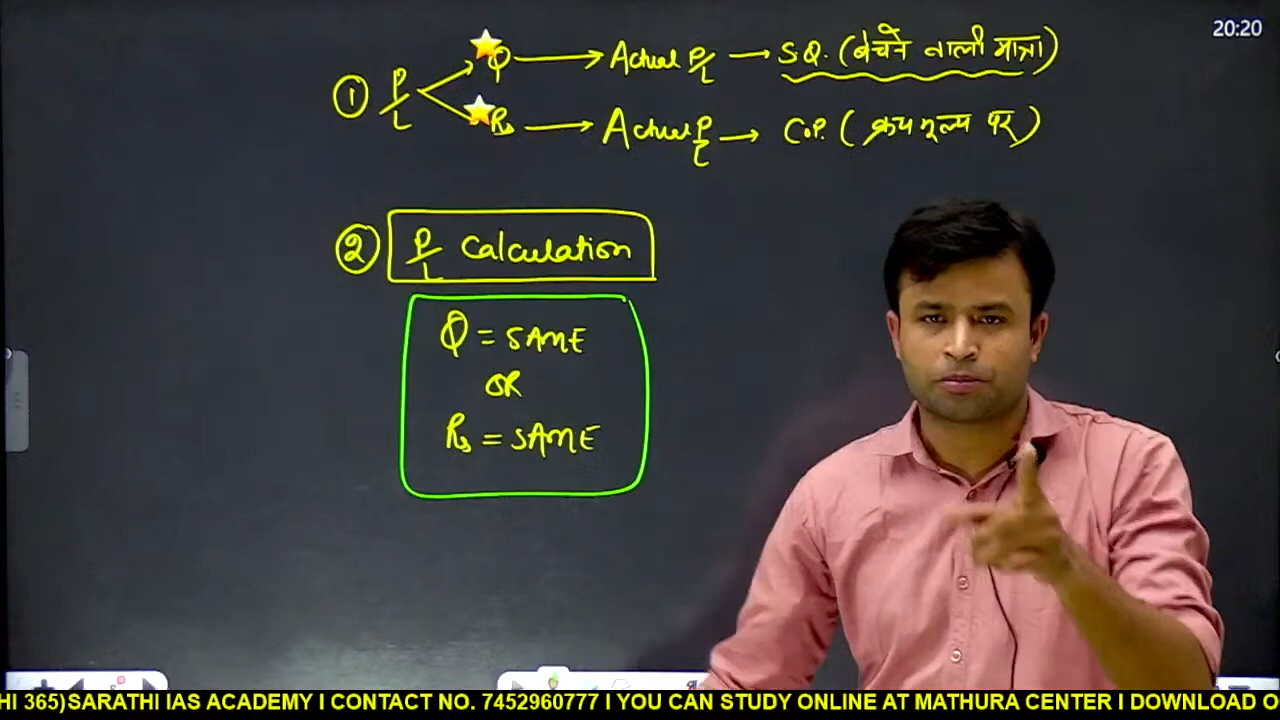 20:20
① P/L Q → Actual P/L → S.Q. (बेचने वाली मात्रा)
Rs → Actual P/L → C.P. (क्रय मूल्य पर)
② P/L Calculation
Q = SAME
OR
Rs = SAME
HI 365)SARATHI IAS ACADEMY I CONTACT NO. 7452960777 I YOU CAN STUDY ONLINE AT MATHURA CENTER I DOWNLOAD O